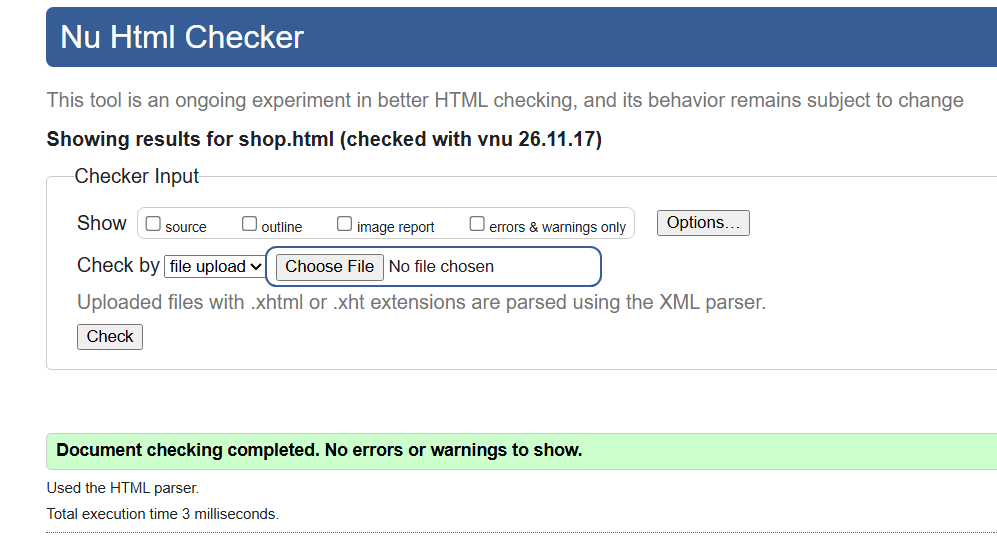 Nu Html Checker
This tool is an ongoing experiment in better HTML checking, and its behavior remains subject to change
Showing results for shop.html (checked with vnu 26.11.17)
Checker Input
Show source outline image report errors & warnings only Options…
Check by file upload Choose File No file chosen
Uploaded files with .xhtml or .xht extensions are parsed using the XML parser.
Check
Document checking completed. No errors or warnings to show.
Used the HTML parser.
Total execution time 3 milliseconds.